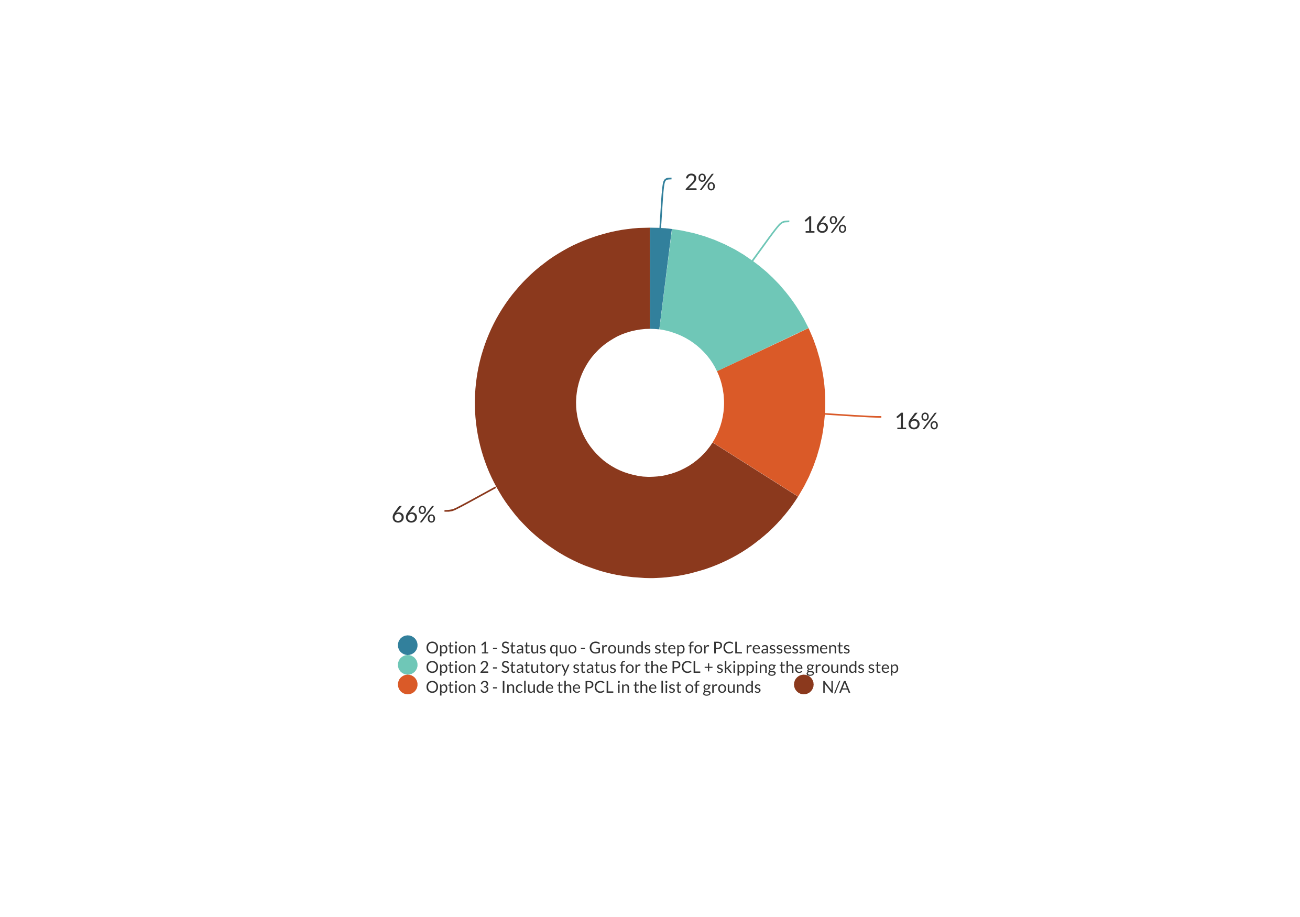 2%
16%
16%
66%
Option 1 - Status quo - Grounds step for PCL reassessments
Option 2 - Statutory status for the PCL + skipping the grounds step
Option 3 - Include the PCL in the list of grounds N/A